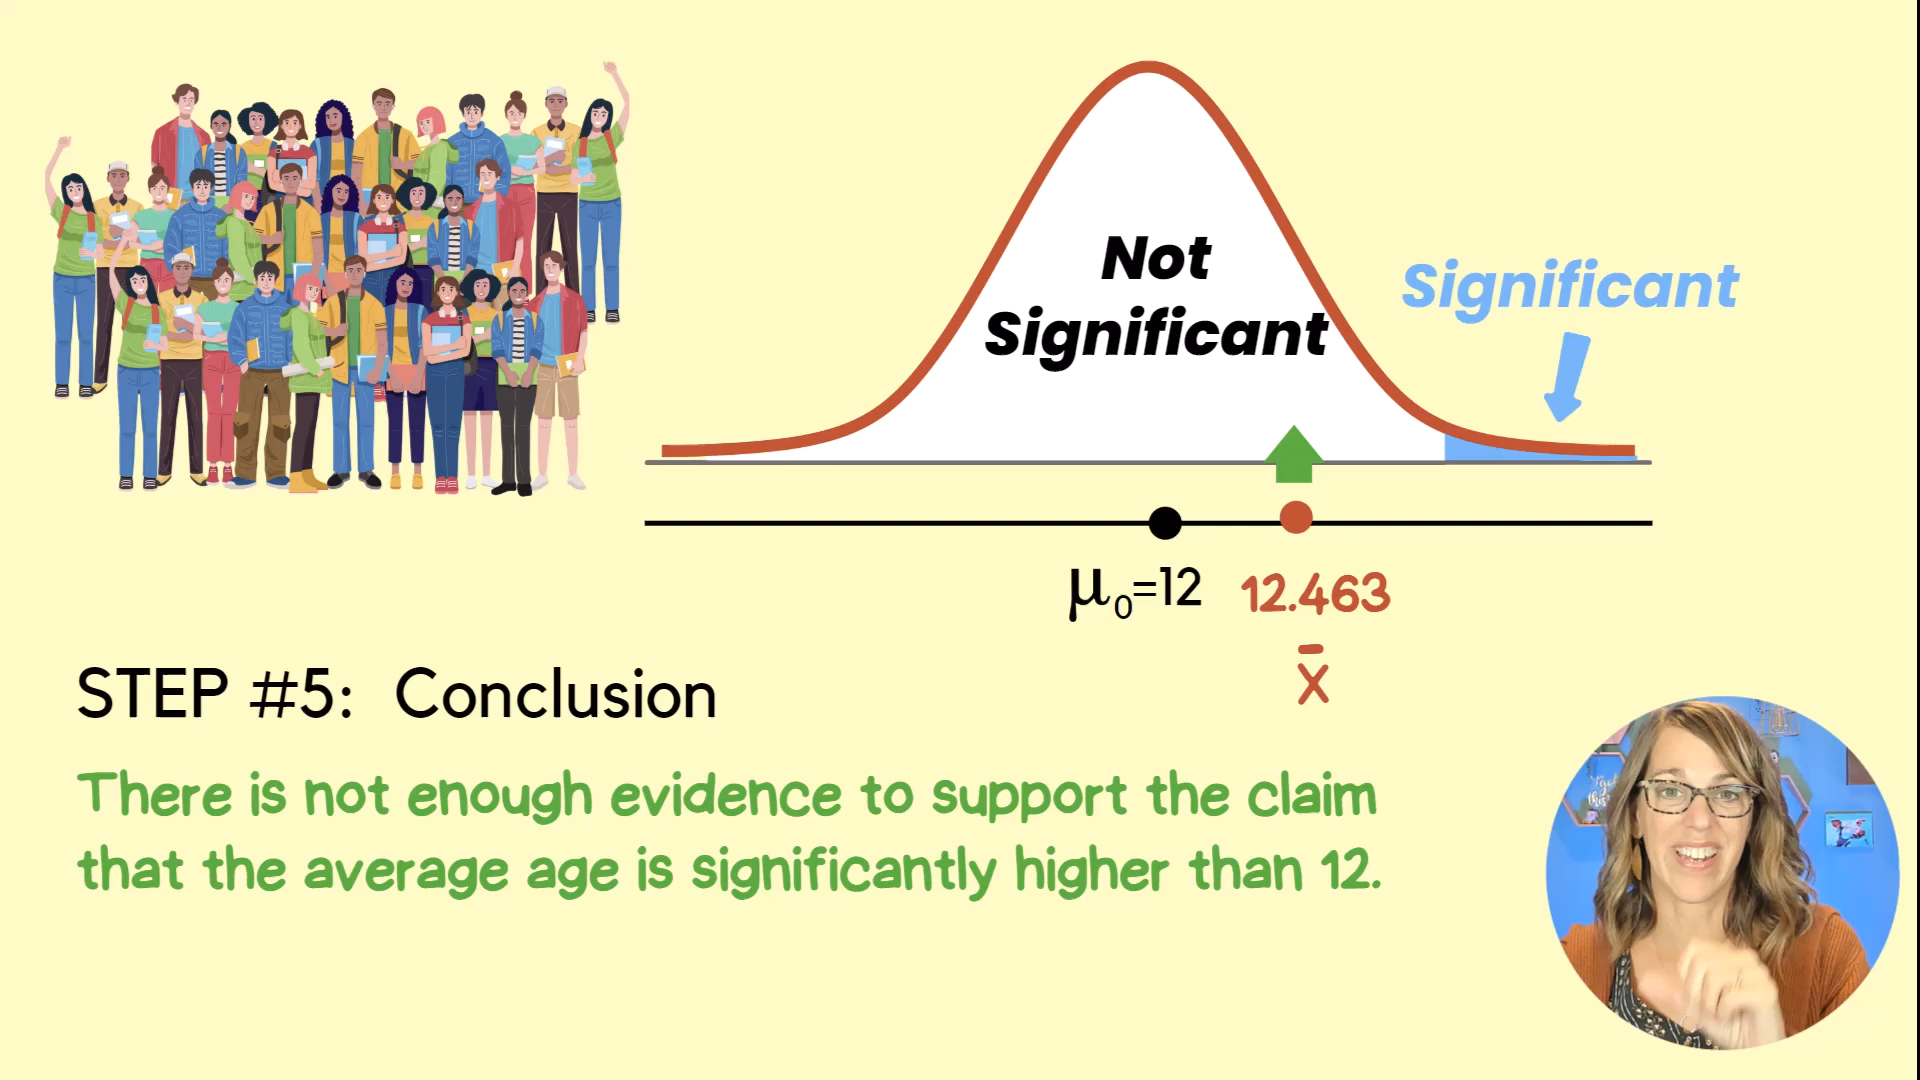 Not
Significant
Significant
μ₀=12
12.463
x̄
STEP #5: Conclusion
There is not enough evidence to support the claim
that the average age is significantly higher than 12.